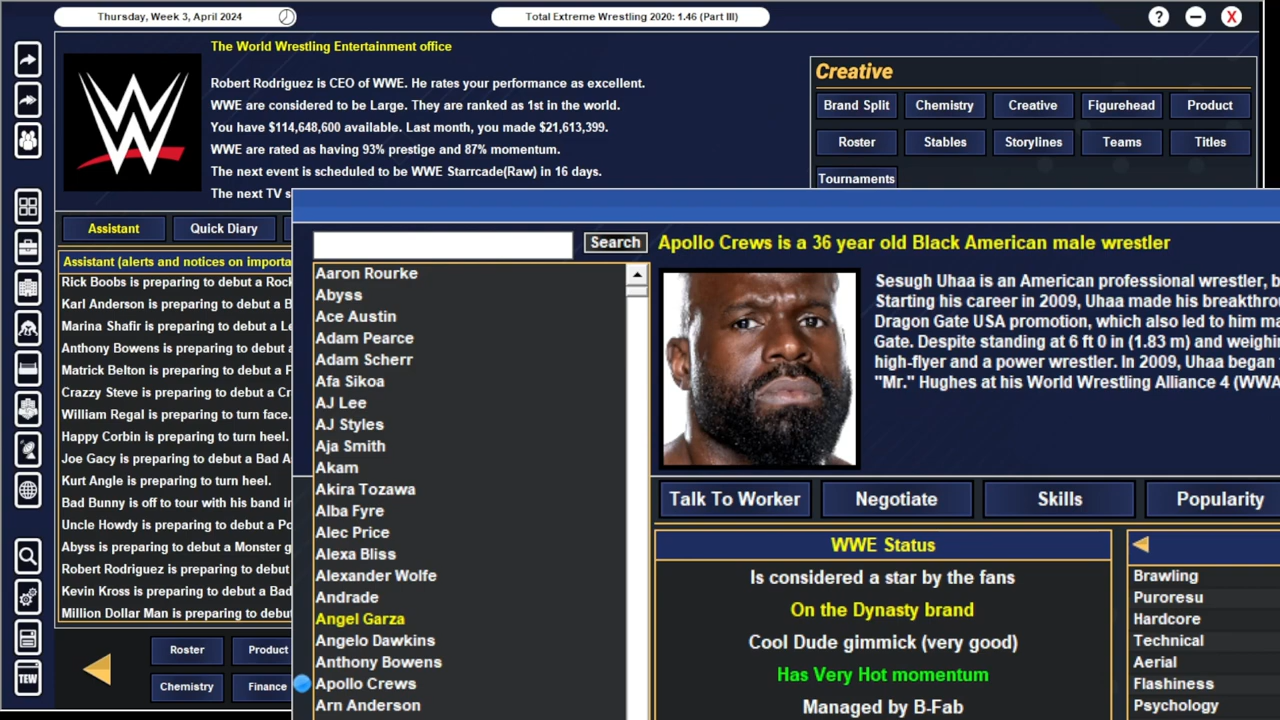 Thursday, Week 3, April 2024
Total Extreme Wrestling 2020: 1.46 (Part III)
?
X
The World Wrestling Entertainment office
Robert Rodriguez is CEO of WWE. He rates your performance as excellent.
WWE are considered to be Large. They are ranked as 1st in the world.
You have $114,648,600 available. Last month, you made $21,613,399.
WWE are rated as having 93% prestige and 87% momentum.
The next event is scheduled to be WWE Starrcade(Raw) in 16 days.
The next TV s
Creative
Brand Split Chemistry Creative Figurehead Product
Roster Stables Storylines Teams Titles
Tournaments
Assistant Quick Diary
Assistant (alerts and notices on importa
Rick Boobs is preparing to debut a Rock
Karl Anderson is preparing to debut a B
Marina Shafir is preparing to debut a Le
Anthony Bowens is preparing to debut a
Matrick Belton is preparing to debut a F
Crazzy Steve is preparing to debut a Cr
William Regal is preparing to turn face.
Happy Corbin is preparing to turn heel.
Joe Gacy is preparing to debut a Bad A
Kurt Angle is preparing to turn heel.
Bad Bunny is off to tour with his band in
Uncle Howdy is preparing to debut a Po
Abyss is preparing to debut a Monster g
Robert Rodriguez is preparing to debut
Kevin Kross is preparing to debut a Bad
Million Dollar Man is preparing to debut
Roster Product
Chemistry Finance
TEW
Search
Aaron Rourke
Abyss
Ace Austin
Adam Pearce
Adam Scherr
Afa Sikoa
AJ Lee
AJ Styles
Aja Smith
Akam
Akira Tozawa
Alba Fyre
Alec Price
Alexa Bliss
Alexander Wolfe
Andrade
Angel Garza
Angelo Dawkins
Anthony Bowens
Apollo Crews
Arn Anderson
Apollo Crews is a 36 year old Black American male wrestler
Sesugh Uhaa is an American professional wrestler, b
Starting his career in 2009, Uhaa made his breakthrou
Dragon Gate USA promotion, which also led to him ma
Gate. Despite standing at 6 ft 0 in (1.83 m) and weighin
high-flyer and a power wrestler. In 2009, Uhaa began
"Mr." Hughes at his World Wrestling Alliance 4 (WWA
Talk To Worker Negotiate Skills Popularity
WWE Status
Is considered a star by the fans
On the Dynasty brand
Cool Dude gimmick (very good)
Has Very Hot momentum
Managed by B-Fab
Brawling
Puroresu
Hardcore
Technical
Aerial
Flashiness
Psychology